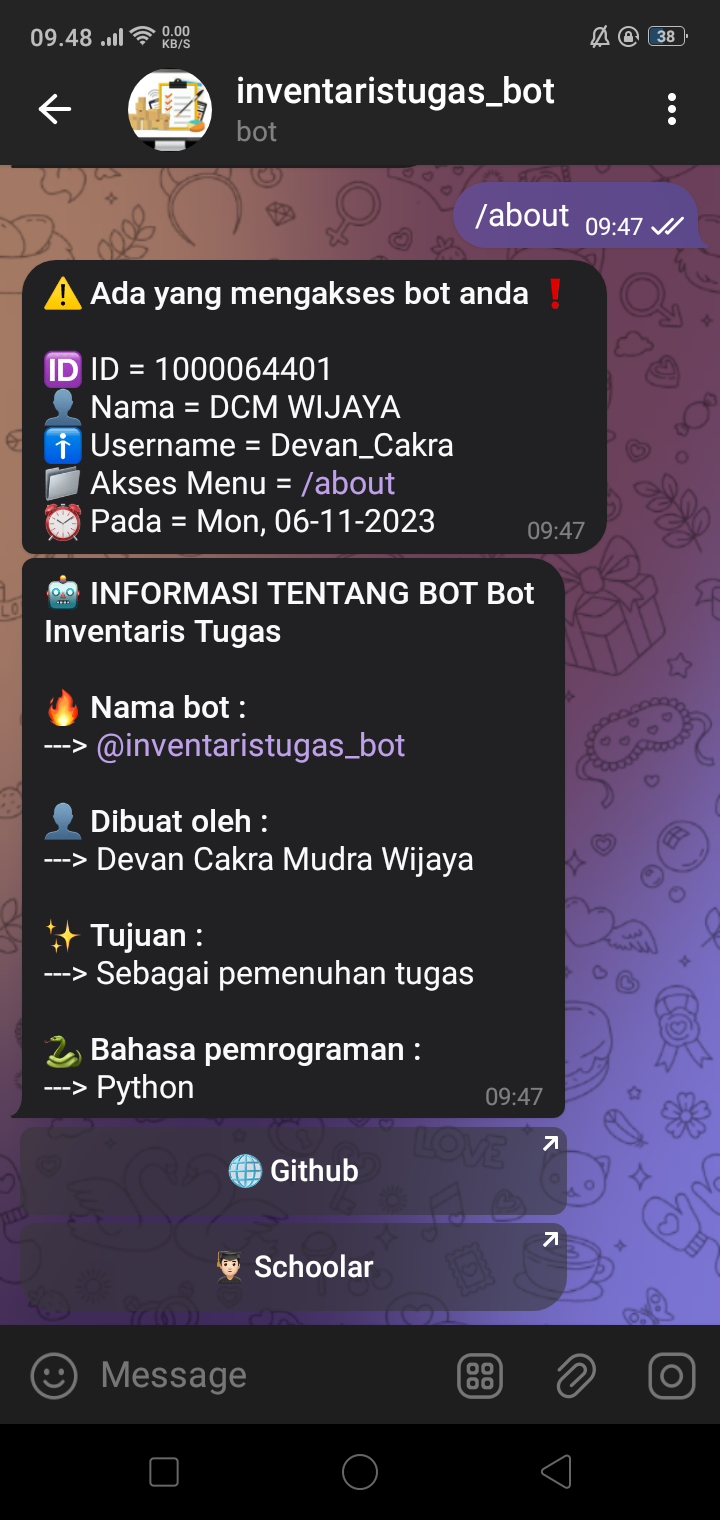 09.48 0.00 KB/S 38
inventaristugas_bot
bot
/about 09:47
⚠️ Ada yang mengakses bot anda ❗
🆔 ID = 1000064401
👤 Nama = DCM WIJAYA
🚹 Username = Devan_Cakra
📁 Akses Menu = /about
⏰ Pada = Mon, 06-11-2023 09:47
🤖 INFORMASI TENTANG BOT Bot
Inventaris Tugas
🔥 Nama bot :
---> @inventaristugas_bot
👤 Dibuat oleh :
---> Devan Cakra Mudra Wijaya
✨ Tujuan :
---> Sebagai pemenuhan tugas
🐍 Bahasa pemrograman :
---> Python 09:47
🌐 Github
👨🏻‍🎓 Schoolar
Message